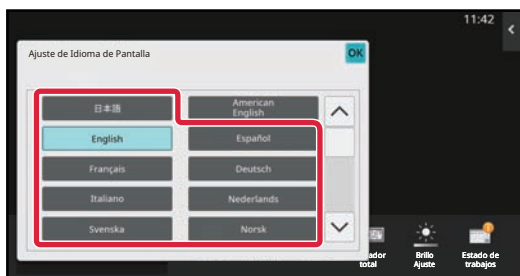 11:42
Ajuste de Idioma de Pantalla
OK
日本語
American
English
English
Español
Français
Deutsch
Italiano
Nederlands
Svenska
Norsk
total
Brillo
Ajuste
Estado de
trabajos